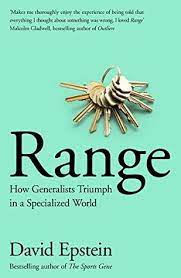 'Makes me thoroughly enjoy the experience of being told that
everything I thought about something was wrong. I loved Range'
Malcolm Gladwell, bestselling author of Outliers
Range
How Generalists Triumph
in a Specialized World
David Epstein
Bestselling author of The Sports Gene